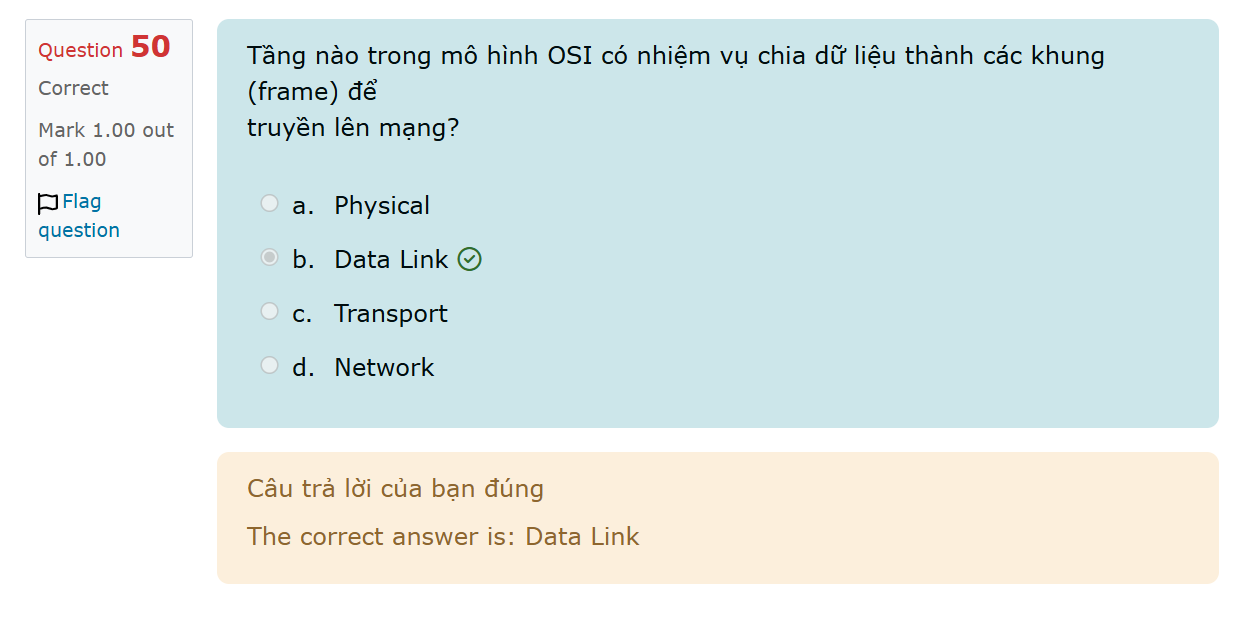 Question 50
Correct
Mark 1.00 out
of 1.00
Flag
question
Tầng nào trong mô hình OSI có nhiệm vụ chia dữ liệu thành các khung
(frame) để
truyền lên mạng?
a. Physical
b. Data Link
c. Transport
d. Network
Câu trả lời của bạn đúng
The correct answer is: Data Link